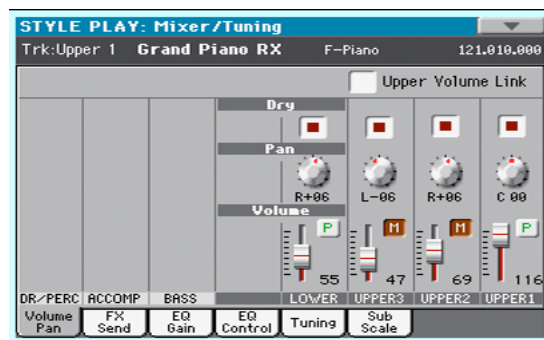 STYLE PLAY: Mixer/Tuning
Trk:Upper 1 Grand Piano RX F-Piano 121.010.000
Upper Volume Link
Dry
Pan
R+06 L-06 R+06 C 00
Volume
P M M P
55 47 69 116
DR/PERC ACCOMP BASS LOWER UPPER3 UPPER2 UPPER1
Volume Pan FX Send EQ Gain EQ Control Tuning Sub Scale